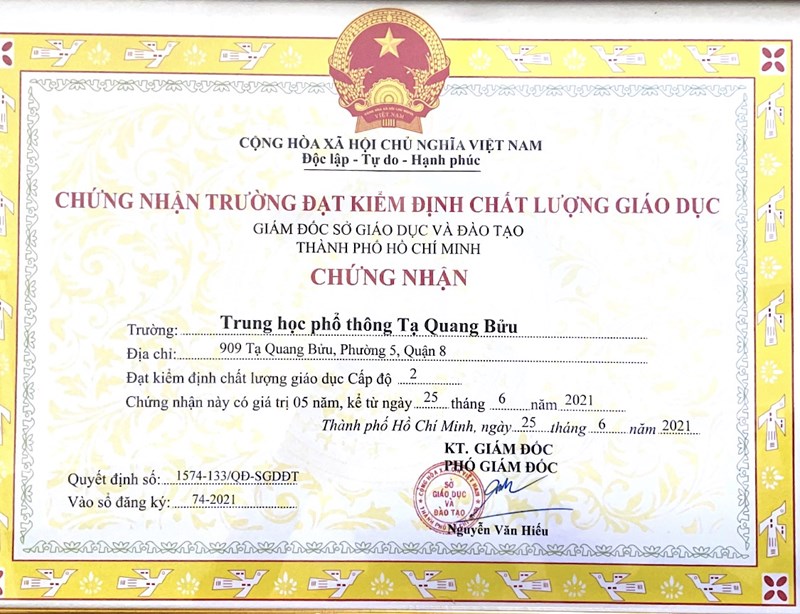 CỘNG HÒA XÃ HỘI CHỦ NGHĨA VIỆT NAM
Độc lập - Tự do - Hạnh phúc
CHỨNG NHẬN TRƯỜNG ĐẠT KIỂM ĐỊNH CHẤT LƯỢNG GIÁO DỤC
GIÁM ĐỐC SỞ GIÁO DỤC VÀ ĐÀO TẠO
THÀNH PHỐ HỒ CHÍ MINH
CHỨNG NHẬN
Trường: Trung học phổ thông Tạ Quang Bửu
Địa chỉ: 909 Tạ Quang Bửu, Phường 5, Quận 8
Đạt kiểm định chất lượng giáo dục Cấp độ 2
Chứng nhận này có giá trị 05 năm, kể từ ngày 25 tháng 6 năm 2021
Thành phố Hồ Chí Minh, ngày 25 tháng 6 năm 2021
KT. GIÁM ĐỐC
PHÓ GIÁM ĐỐC
Quyết định số: 1574-133/QĐ-SGDĐT
Vào sổ đăng ký: 74-2021
SỞ
GIÁO DỤC
VÀ
ĐÀO TẠO
Nguyễn Văn Hiếu